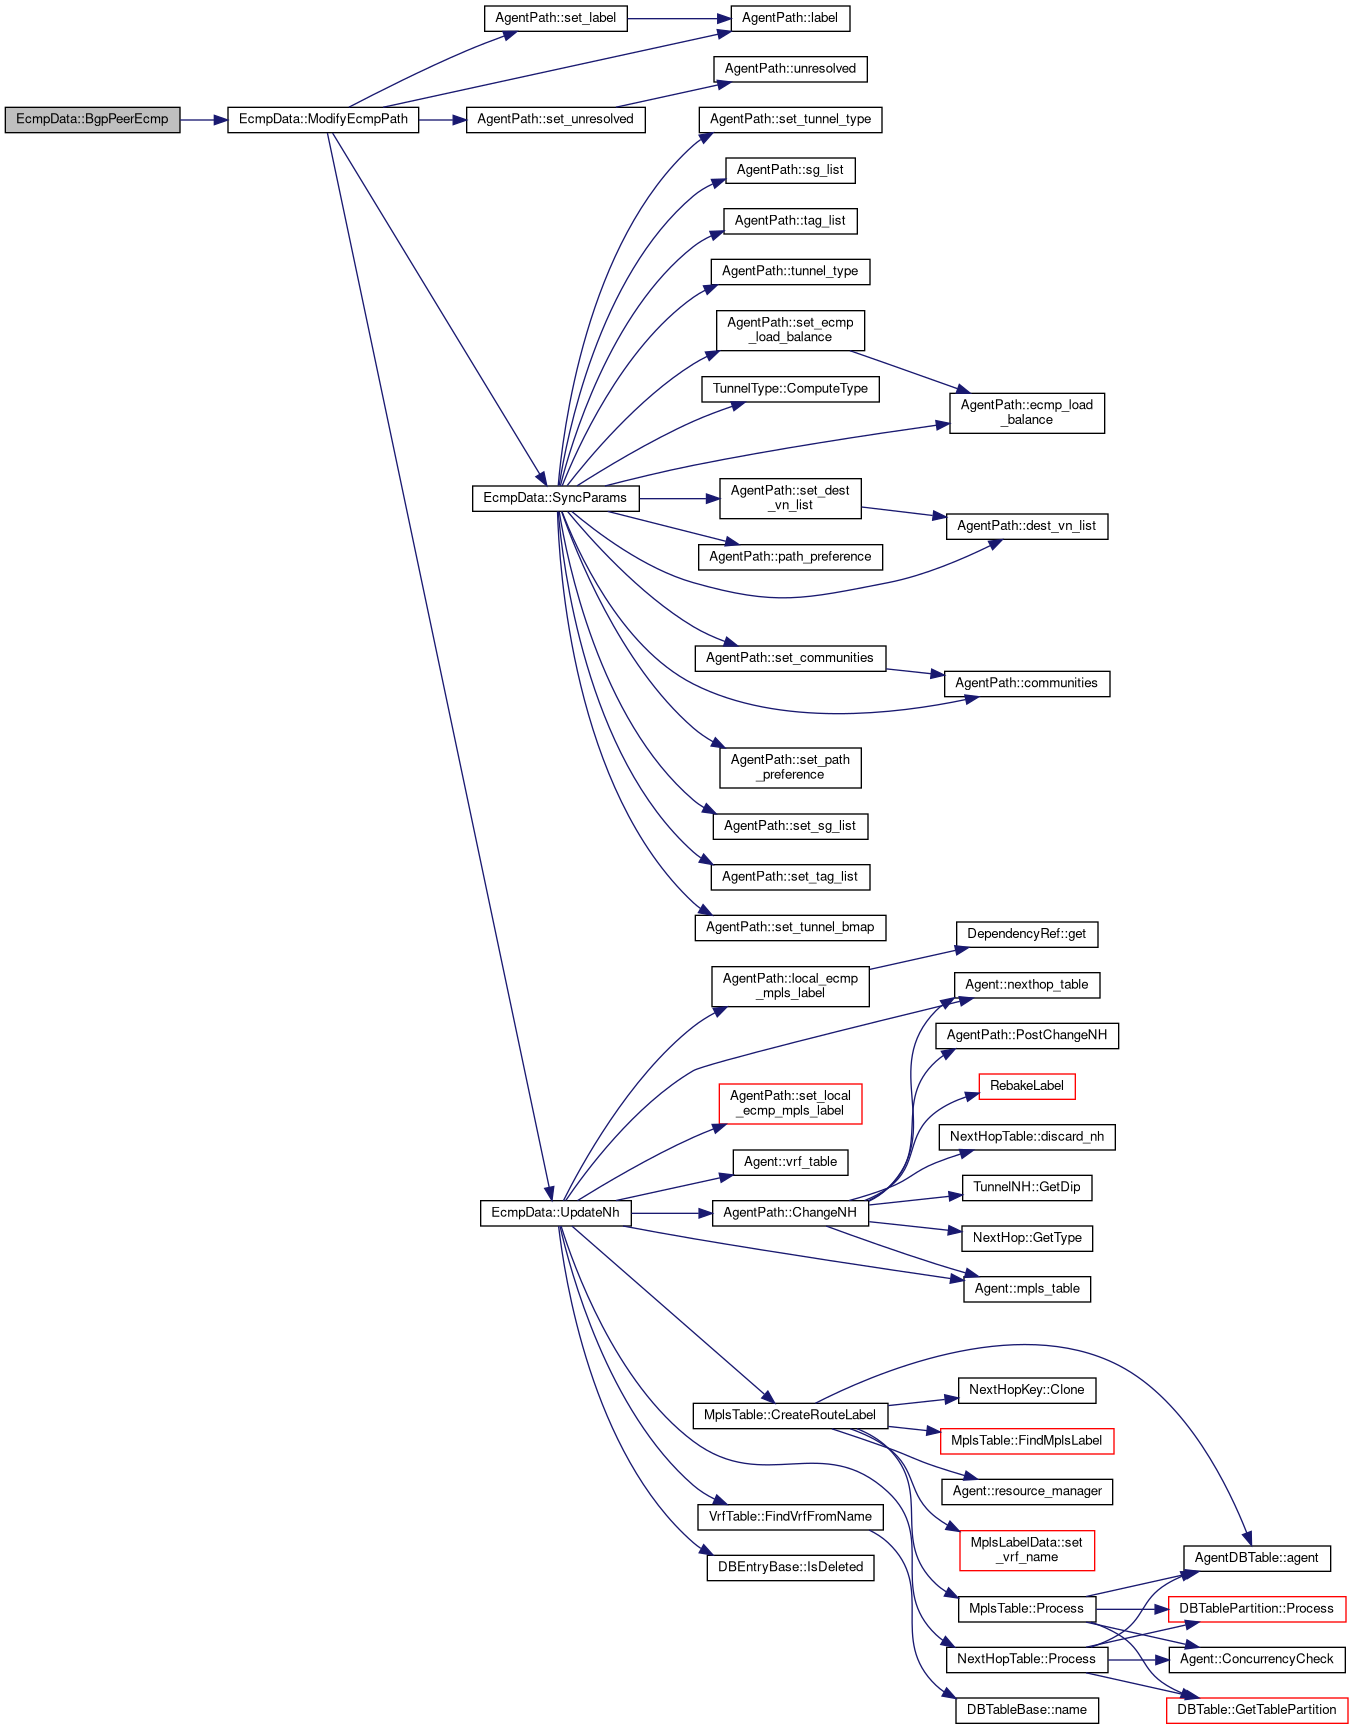 AgentPath::set_label
AgentPath::label
AgentPath::unresolved
EcmpData::BgpPeerEcmp
EcmpData::ModifyEcmpPath
AgentPath::set_unresolved
AgentPath::set_tunnel_type
AgentPath::sg_list
AgentPath::tag_list
AgentPath::tunnel_type
AgentPath::set_ecmp
_load_balance
TunnelType::ComputeType
AgentPath::ecmp_load
_balance
EcmpData::SyncParams
AgentPath::set_dest
_vn_list
AgentPath::dest_vn_list
AgentPath::path_preference
AgentPath::set_communities
AgentPath::communities
AgentPath::set_path
_preference
AgentPath::set_sg_list
AgentPath::set_tag_list
AgentPath::set_tunnel_bmap
DependencyRef::get
AgentPath::local_ecmp
_mpls_label
Agent::nexthop_table
AgentPath::PostChangeNH
RebakeLabel
AgentPath::set_local
_ecmp_mpls_label
NextHopTable::discard_nh
Agent::vrf_table
TunnelNH::GetDip
EcmpData::UpdateNh
AgentPath::ChangeNH
NextHop::GetType
Agent::mpls_table
NextHopKey::Clone
MplsTable::CreateRouteLabel
MplsTable::FindMplsLabel
Agent::resource_manager
VrfTable::FindVrfFromName
MplsLabelData::set
_vrf_name
AgentDBTable::agent
DBEntryBase::IsDeleted
MplsTable::Process
DBTablePartition::Process
NextHopTable::Process
Agent::ConcurrencyCheck
DBTableBase::name
DBTable::GetTablePartition